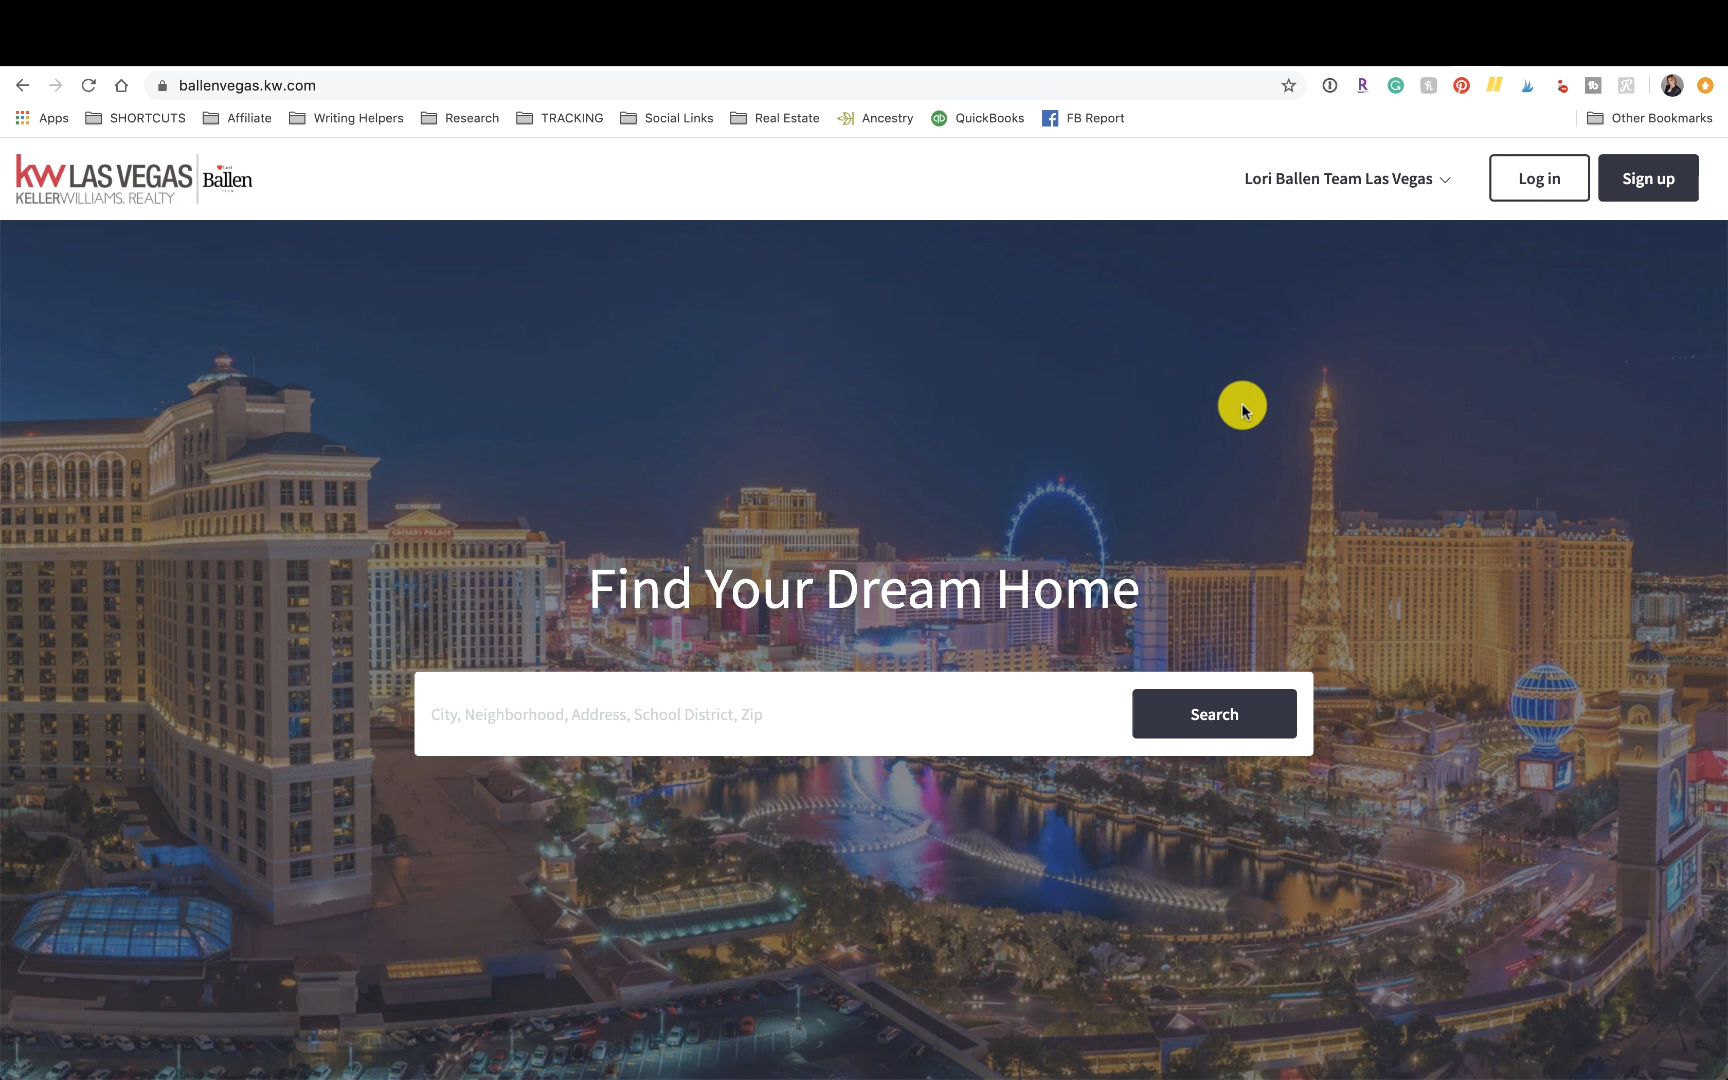 ballenvegas.kw.com
Apps SHORTCUTS Affiliate Writing Helpers Research TRACKING Social Links Real Estate Ancestry QuickBooks FB Report Other Bookmarks
kw LAS VEGAS
KELLERWILLIAMS. REALTY
Ballen
Lori Ballen Team Las Vegas
Log in
Sign up
Find Your Dream Home
City, Neighborhood, Address, School District, Zip
Search